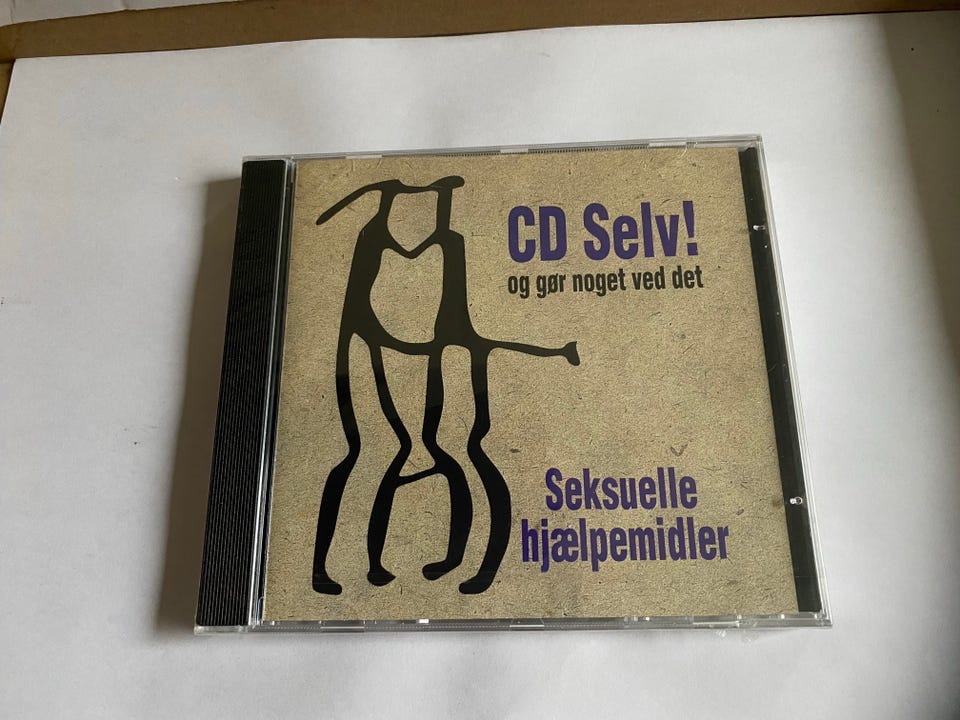 CD Selv!
og gør noget ved det
Seksuelle
hjælpemidler